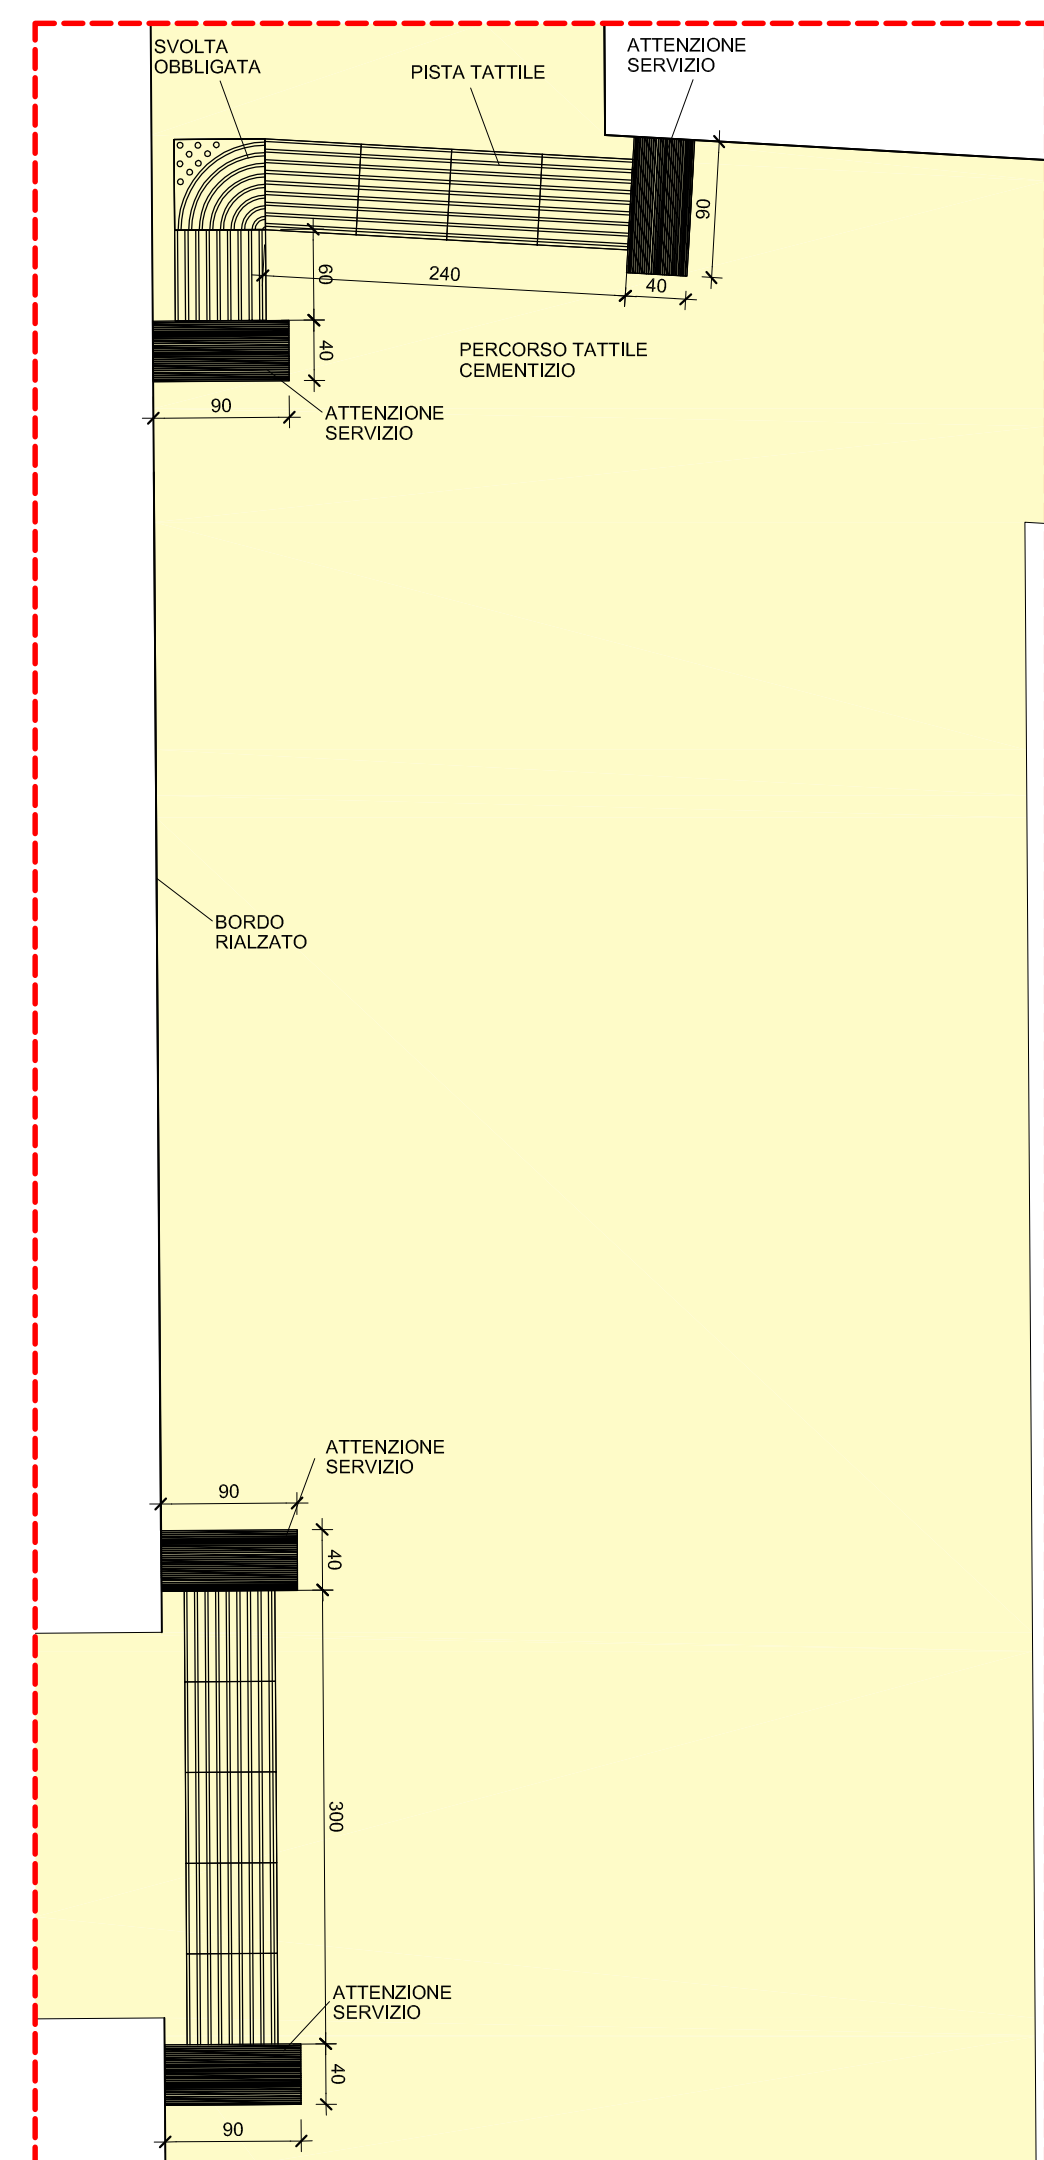 SVOLTA
OBBLIGATA
PISTA TATTILE
ATTENZIONE
SERVIZIO
90
60
240
40
40
PERCORSO TATTILE
CEMENTIZIO
90
ATTENZIONE
SERVIZIO
BORDO
RIALZATO
ATTENZIONE
SERVIZIO
90
40
300
ATTENZIONE
SERVIZIO
40
90